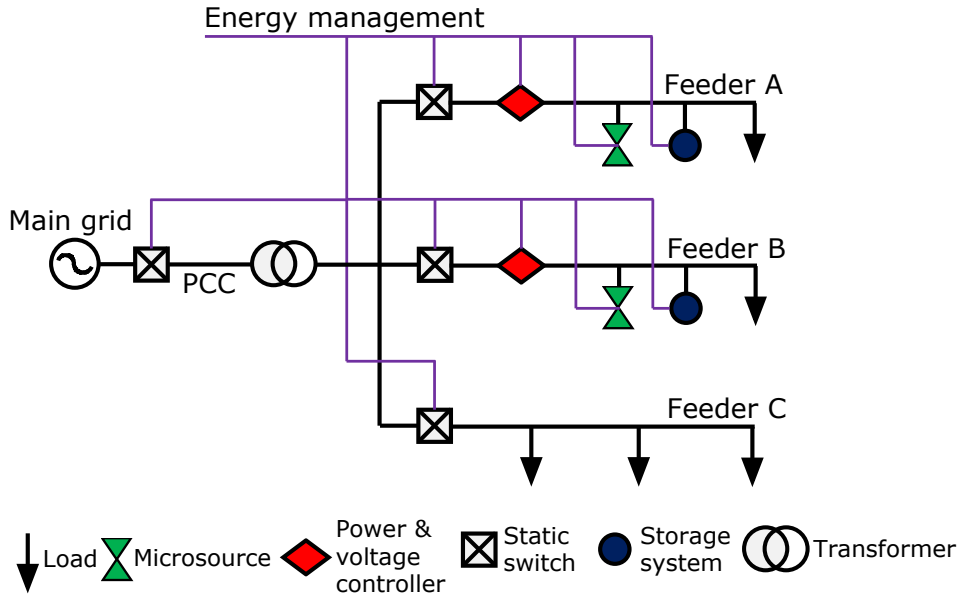 Energy management
Feeder A
Main grid
PCC
Feeder B
Feeder C
Load
Microsource
Power &
voltage
controller
Static
switch
Storage
system
Transformer